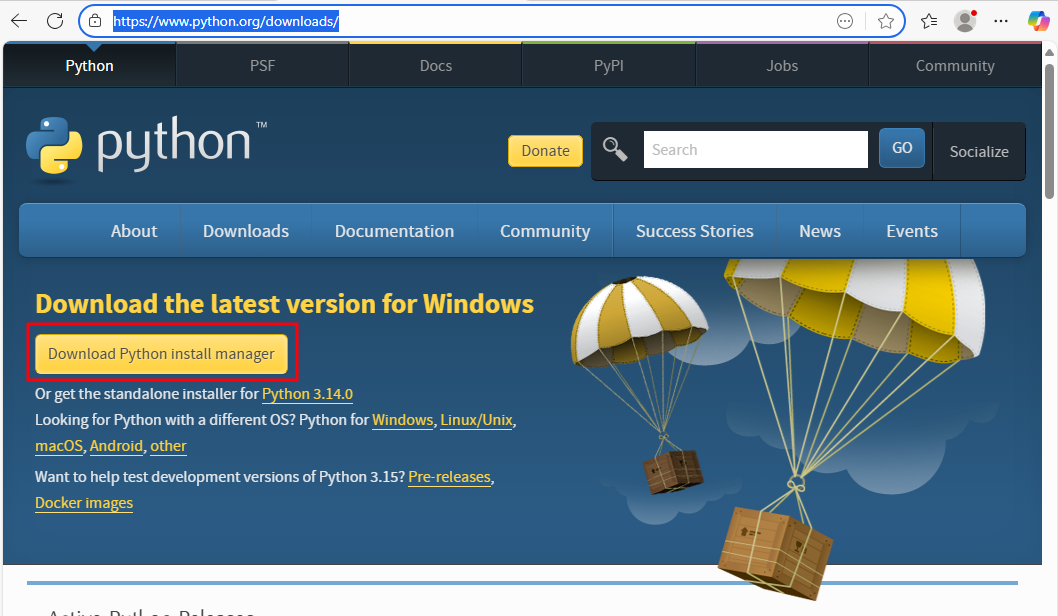 https://www.python.org/downloads/
Python PSF Docs PyPI Jobs Community
python™
Donate Search GO Socialize
About Downloads Documentation Community Success Stories News Events
Download the latest version for Windows
Download Python install manager
Or get the standalone installer for Python 3.14.0
Looking for Python with a different OS? Python for Windows, Linux/Unix,
macOS, Android, other
Want to help test development versions of Python 3.15? Pre-releases,
Docker images
Active Python Releases